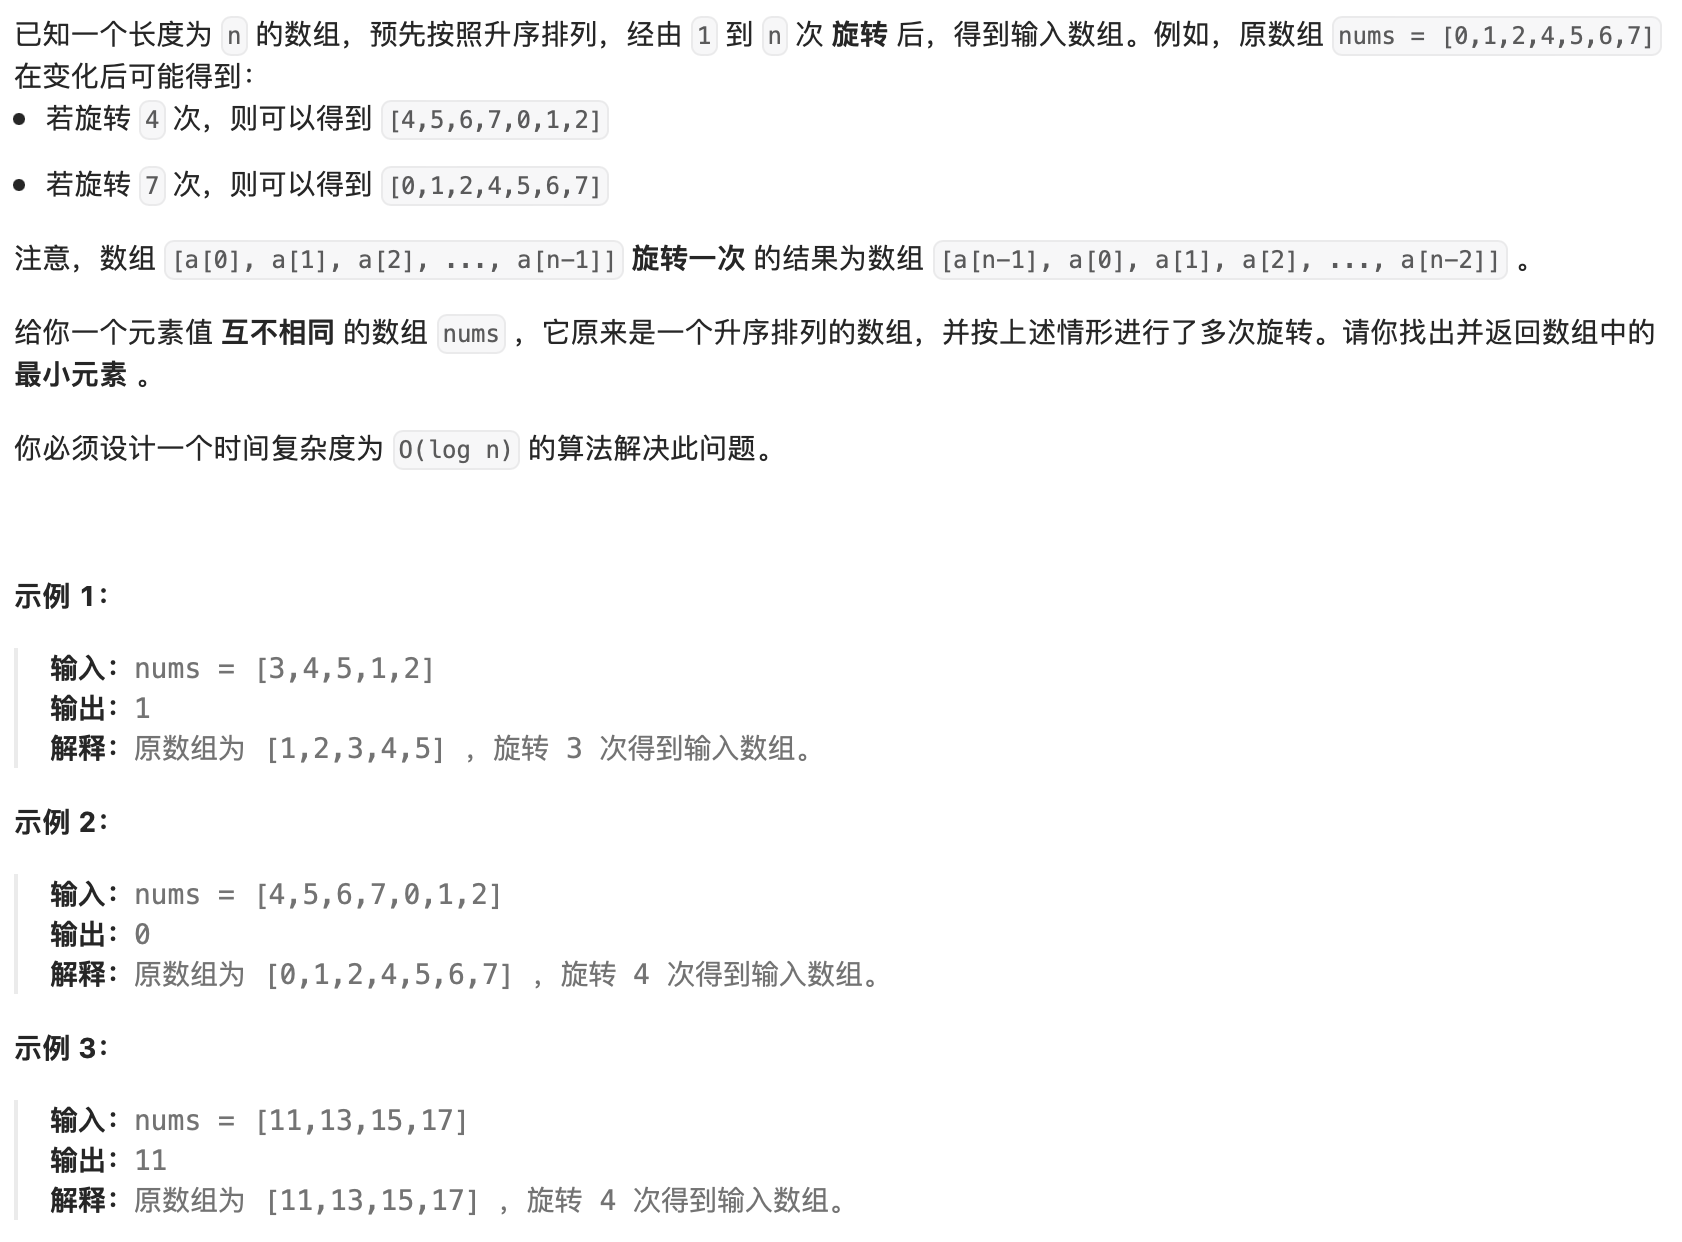 已知一个长度为 n 的数组，预先按照升序排列，经由 1 到 n 次 旋转 后，得到输入数组。例如，原数组 nums = [0,1,2,4,5,6,7]
在变化后可能得到：
• 若旋转 4 次，则可以得到 [4,5,6,7,0,1,2]
• 若旋转 7 次，则可以得到 [0,1,2,4,5,6,7]
注意，数组 [a[0], a[1], a[2], ..., a[n-1]] 旋转一次 的结果为数组 [a[n-1], a[0], a[1], a[2], ..., a[n-2]] 。
给你一个元素值 互不相同 的数组 nums ，它原来是一个升序排列的数组，并按上述情形进行了多次旋转。请你找出并返回数组中的
最小元素 。
你必须设计一个时间复杂度为 O(log n) 的算法解决此问题。
示例 1：
输入：nums = [3,4,5,1,2]
输出：1
解释：原数组为 [1,2,3,4,5] ，旋转 3 次得到输入数组。
示例 2：
输入：nums = [4,5,6,7,0,1,2]
输出：0
解释：原数组为 [0,1,2,4,5,6,7] ，旋转 4 次得到输入数组。
示例 3：
输入：nums = [11,13,15,17]
输出：11
解释：原数组为 [11,13,15,17] ，旋转 4 次得到输入数组。